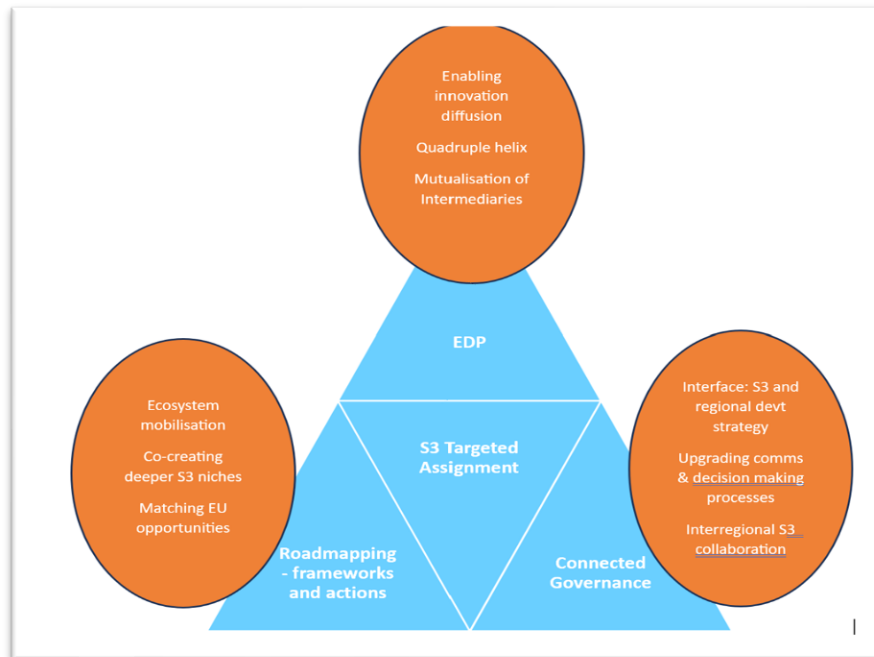 Enabling
innovation
diffusion
Quadruple helix
Mutualisation of
Intermediaries
EDP
Ecosystem
mobilisation
Co-creating
deeper S3 niches
Matching EU
opportunities
S3 Targeted
Assignment
Interface: S3 and
regional devt
strategy
Upgrading comms
& decision making
processes
Interregional S3
collaboration
Roadmapping
- frameworks
and actions
Connected
Governance